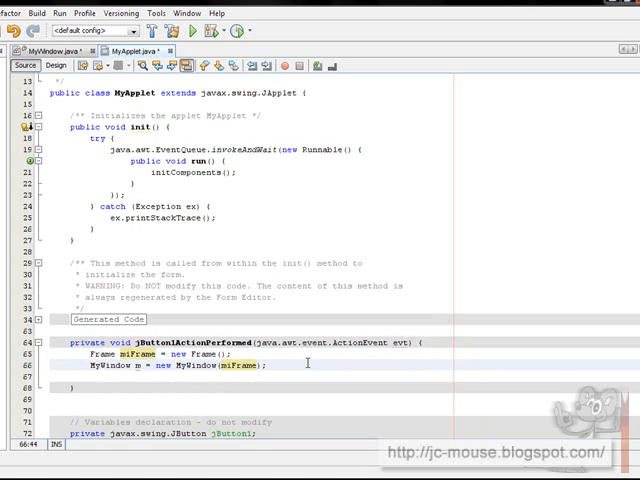 efactor Build Run Profile Versioning Tools Window Help
<default config>
MyWindow.java * MyApplet.java *
Source Design
13 */
14 public class MyApplet extends javax.swing.JApplet {
15
16 /** Initializes the applet MyApplet */
public void init() {
18 try {
19 java.awt.EventQueue.invokeAndWait(new Runnable() {
public void run() {
21 initComponents();
22 }
23 });
24 } catch (Exception ex) {
25 ex.printStackTrace();
26 }
27 }
28
29 /** This method is called from within the init() method to
30 * initialize the form.
31 * WARNING: Do NOT modify this code. The content of this method is
32 * always regenerated by the Form Editor.
33 */
34 Generated Code
63
64 private void jButton1ActionPerformed(java.awt.event.ActionEvent evt) {
65 Frame miFrame = new Frame();
66 MyWindow m = new MyWindow(miFrame);
68 }
70
71 // Variables declaration - do not modify
72 private javax.swing.JButton jButton1;
66:44 INS
http://jc-mouse.blogspot.com/